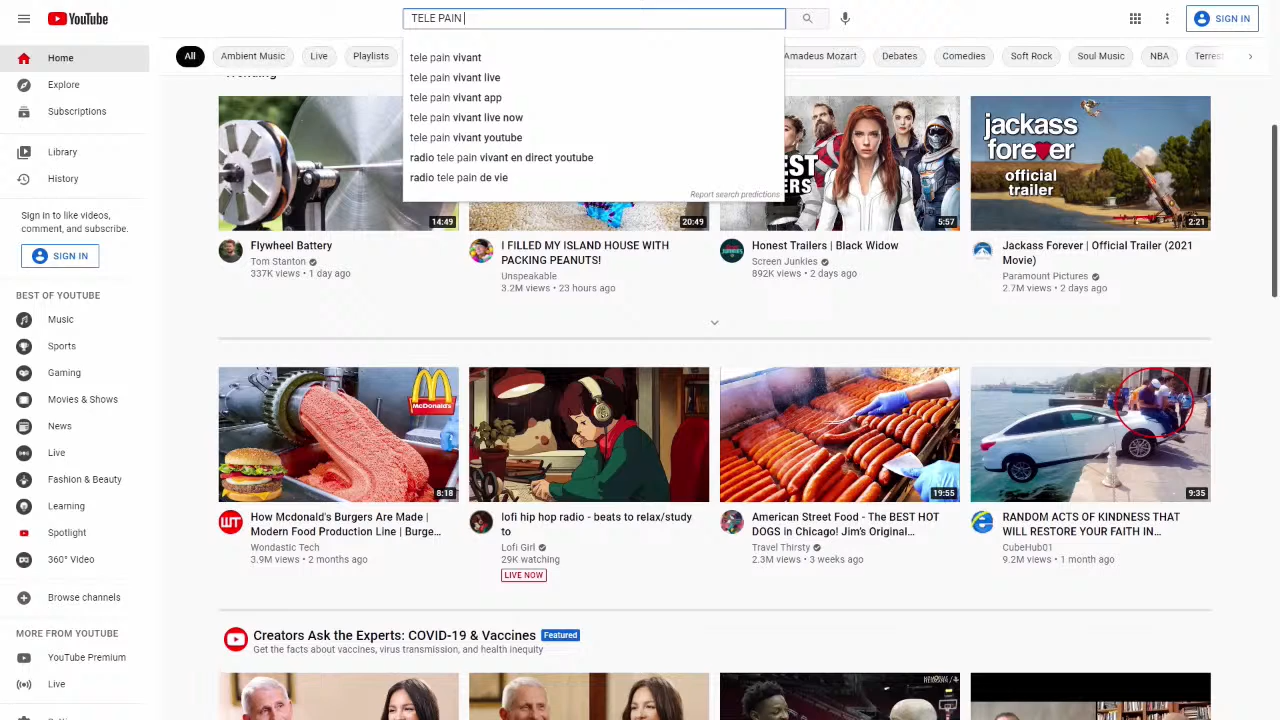 YouTube
TELE PAIN
SIGN IN
All
Ambient Music
Live
Playlists
Amadeus Mozart
Debates
Comedies
Soft Rock
Soul Music
NBA
Terrest
tele pain vivant
tele pain vivant live
tele pain vivant app
tele pain vivant live now
tele pain vivant youtube
radio tele pain vivant en direct youtube
radio tele pain de vie
Report search predictions
Home
Explore
Subscriptions
Library
History
Sign in to like videos,
comment, and subscribe.
SIGN IN
BEST OF YOUTUBE
Music
Sports
Gaming
Movies & Shows
News
Live
Fashion & Beauty
Learning
Spotlight
360° Video
Browse channels
MORE FROM YOUTUBE
YouTube Premium
Live
Trending
14:49
Flywheel Battery
Tom Stanton
337K views • 1 day ago
20:49
I FILLED MY ISLAND HOUSE WITH
PACKING PEANUTS!
Unspeakable
3.2M views • 23 hours ago
5:57
Honest Trailers | Black Widow
Screen Junkies
892K views • 2 days ago
jackass
forever
official
trailer
2:21
Jackass Forever | Official Trailer (2021
Movie)
Paramount Pictures
2.7M views • 2 days ago
McDonald's
8:18
WT
How Mcdonald's Burgers Are Made |
Modern Food Production Line | Burge...
Wondastic Tech
3.9M views • 2 months ago
lofi hip hop radio - beats to relax/study
to
Lofi Girl
29K watching
LIVE NOW
19:55
American Street Food - The BEST HOT
DOGS in Chicago! Jim's Original...
Travel Thirsty
2.3M views • 3 weeks ago
9:35
RANDOM ACTS OF KINDNESS THAT
WILL RESTORE YOUR FAITH IN...
CubeHub01
9.2M views • 1 month ago
Creators Ask the Experts: COVID-19 & Vaccines
Featured
Get the facts about vaccines, virus transmission, and health inequity